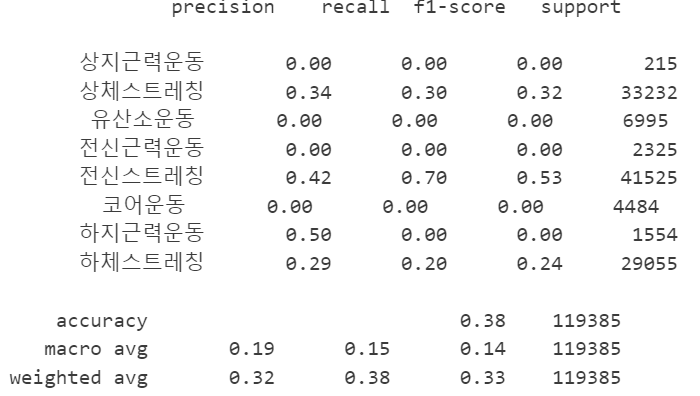 precision recall f1-score support
상지근력운동 0.00 0.00 0.00 215
상체스트레칭 0.34 0.30 0.32 33232
유산소운동 0.00 0.00 0.00 6995
전신근력운동 0.00 0.00 0.00 2325
전신스트레칭 0.42 0.70 0.53 41525
코어운동 0.00 0.00 0.00 4484
하지근력운동 0.50 0.00 0.00 1554
하체스트레칭 0.29 0.20 0.24 29055
accuracy 0.38 119385
macro avg 0.19 0.15 0.14 119385
weighted avg 0.32 0.38 0.33 119385